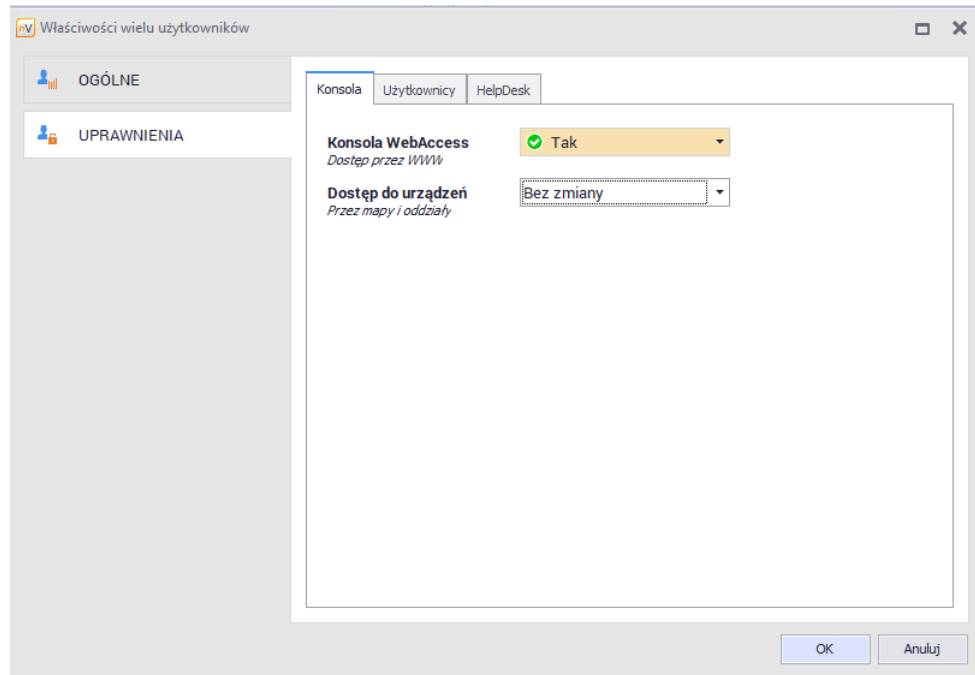 nV Właściwości wielu użytkowników
OGÓLNE
UPRAWNIENIA
Konsola Użytkownicy HelpDesk
Konsola WebAccess Tak
Dostęp przez WWW
Dostęp do urządzeń Bez zmiany
Przez mapy i oddziały
OK Anuluj